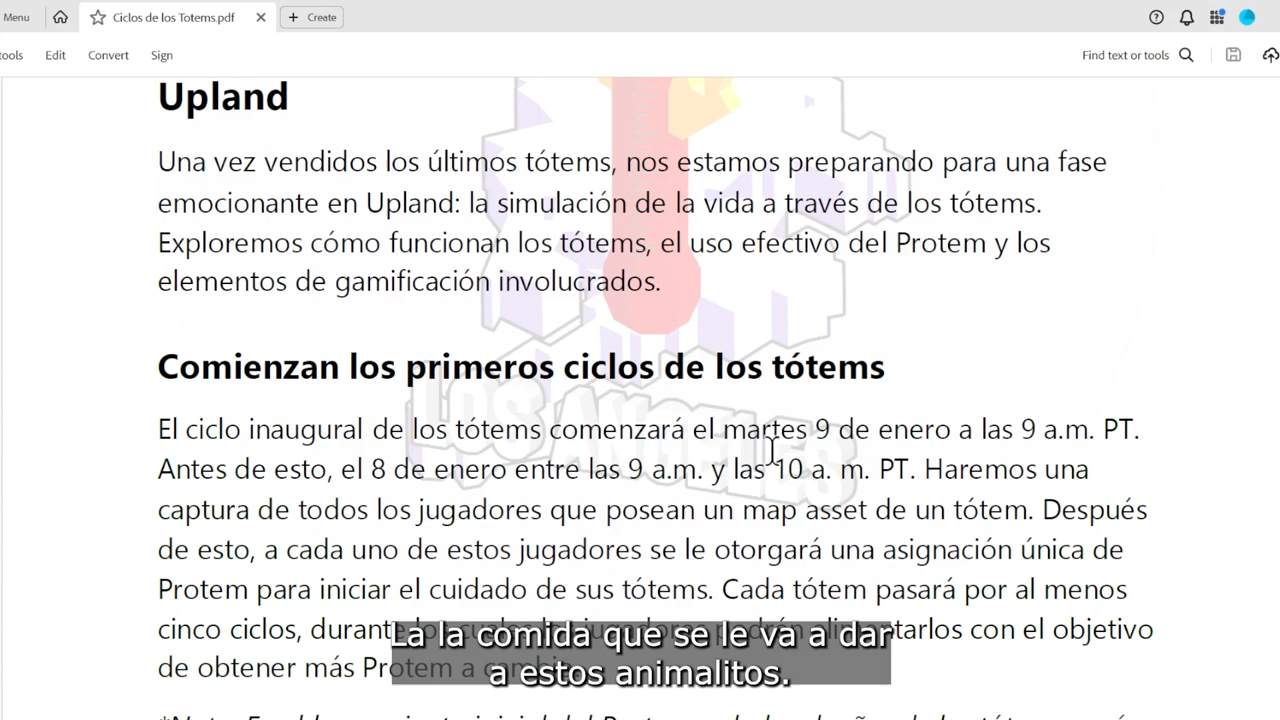 Menu
Ciclos de los Totems.pdf
Create
ools
Edit
Convert
Sign
Find text or tools
Upland
Una vez vendidos los últimos tótems, nos estamos preparando para una fase
emocionante en Upland: la simulación de la vida a través de los tótems.
Exploremos cómo funcionan los tótems, el uso efectivo del Protem y los
elementos de gamificación involucrados.
Comienzan los primeros ciclos de los tótems
LOS ANGELES
El ciclo inaugural de los tótems comenzará el martes 9 de enero a las 9 a.m. PT.
Antes de esto, el 8 de enero entre las 9 a.m. y las 10 a. m. PT. Haremos una
captura de todos los jugadores que posean un map asset de un tótem. Después
de esto, a cada uno de estos jugadores se le otorgará una asignación única de
Protem para iniciar el cuidado de sus tótems. Cada tótem pasará por al menos
cinco ciclos, durante los cuales los jugadores podrán alimentarlos con el objetivo
de obtener más Protem a cambio.
La la comida que se le va a dar
a estos animalitos.